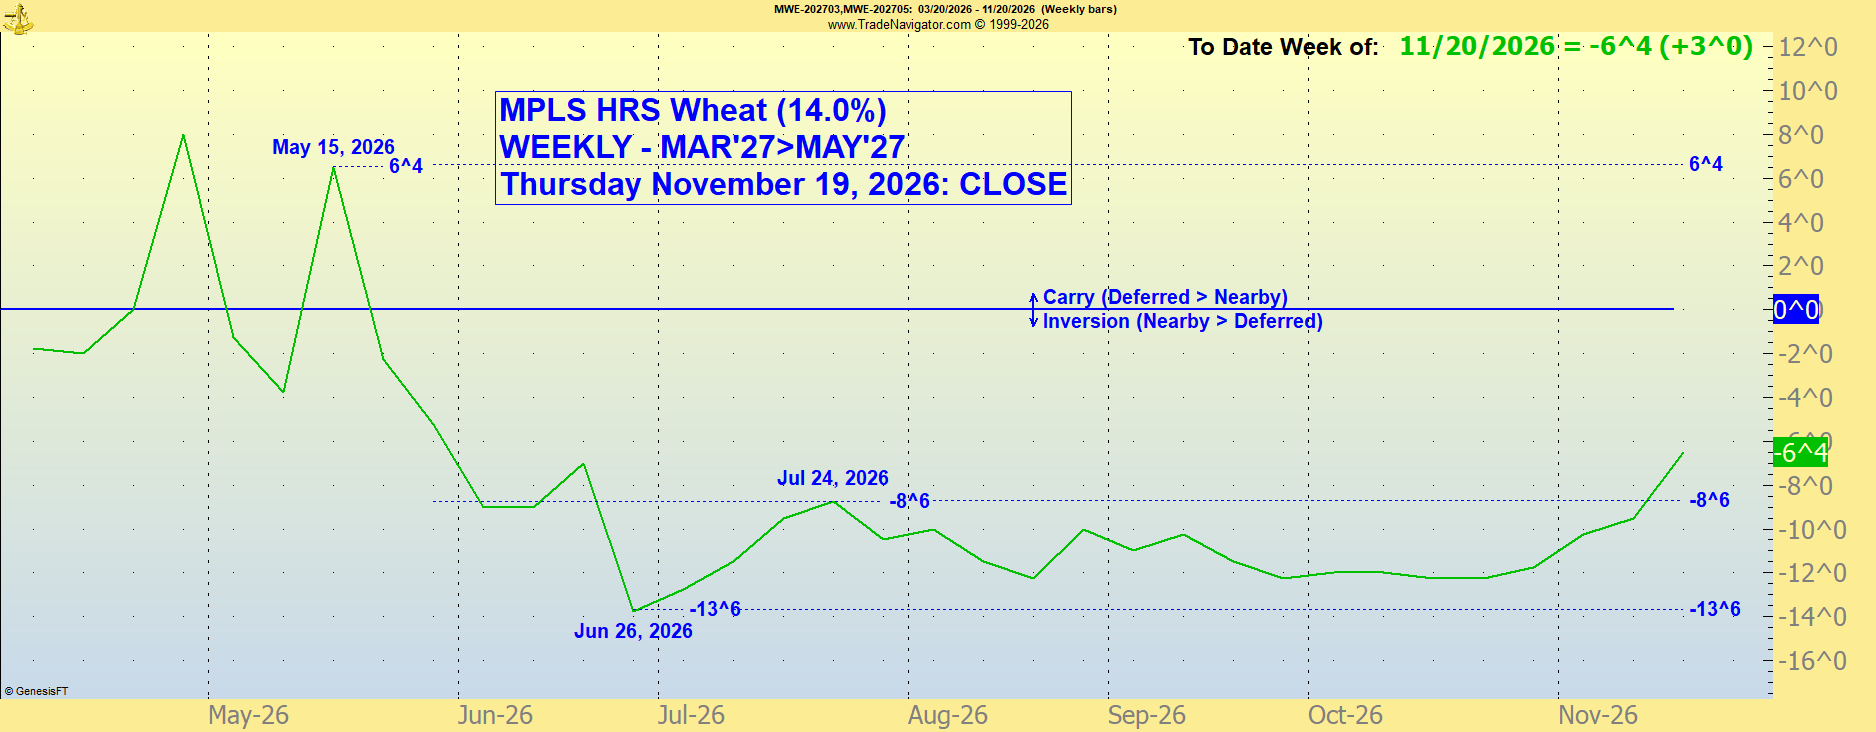 MWE-202703,MWE-202705: 03/20/2026 - 11/20/2026 (Weekly bars)
www.TradeNavigator.com © 1999-2026
To Date Week of: 11/20/2026 = -6^4 (+3^0)
MPLS HRS Wheat (14.0%)
WEEKLY - MAR'27>MAY'27
Thursday November 19, 2026: CLOSE
May 15, 2026
6^4
6^4
Carry (Deferred > Nearby)
Inversion (Nearby > Deferred)
Jul 24, 2026
-8^6
-8^6
-13^6
-13^6
Jun 26, 2026
12^0
10^0
8^0
6^0
4^0
2^0
0^0
-2^0
-4^0
-6^0
-6^4
-8^0
-10^0
-12^0
-14^0
-16^0
© GenesisFT
May-26 Jun-26 Jul-26 Aug-26 Sep-26 Oct-26 Nov-26